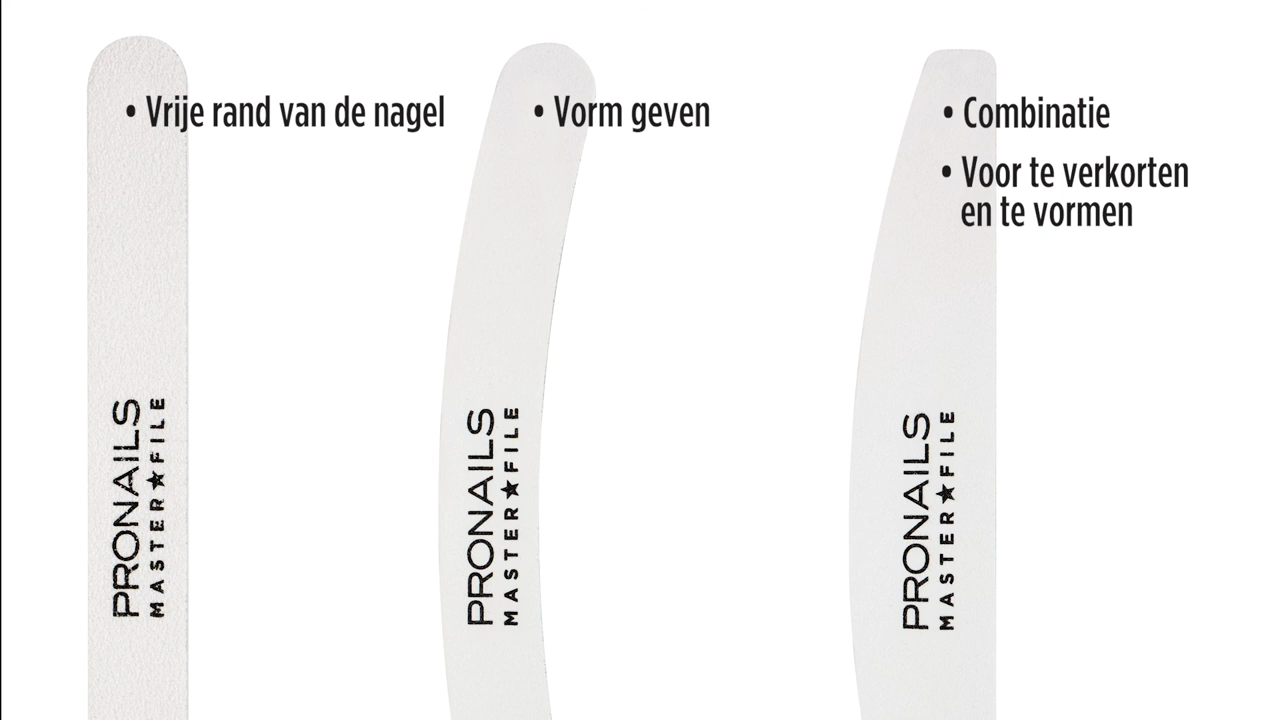 • Vrije rand van de nagel
• Vorm geven
• Combinatie
• Voor te verkorten
en te vormen
PRONAILS
MASTER★FILE
PRONAILS
MASTER★FILE
PRONAILS
MASTER★FILE